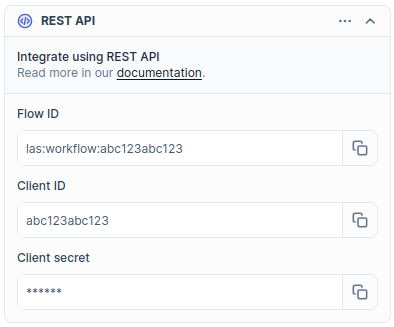 REST API
Integrate using REST API
Read more in our documentation.
Flow ID
las:workflow:abc123abc123
Client ID
abc123abc123
Client secret
******